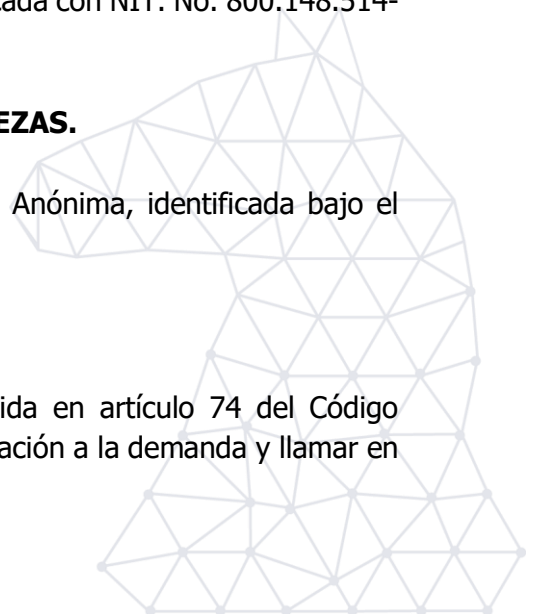 cada con NIT. No. 800.148.514-
EZAS.
Anónima, identificada bajo el
ida en artículo 74 del Código
ación a la demanda y llamar en